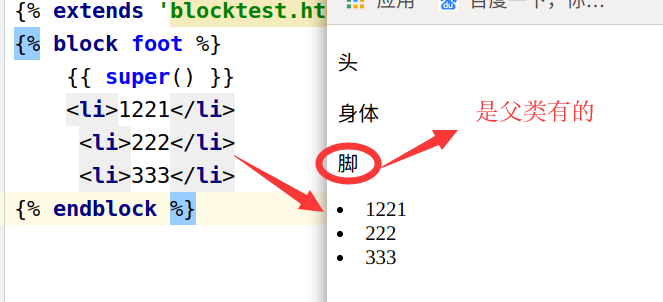 {% extends 'blocktest.ht
{% block foot %}
{{ super() }}
<li>1221</li>
<li>222</li>
<li>333</li>
{% endblock %}
应用 百度一下，你…
头
身体
是父类有的
脚
1221
222
333